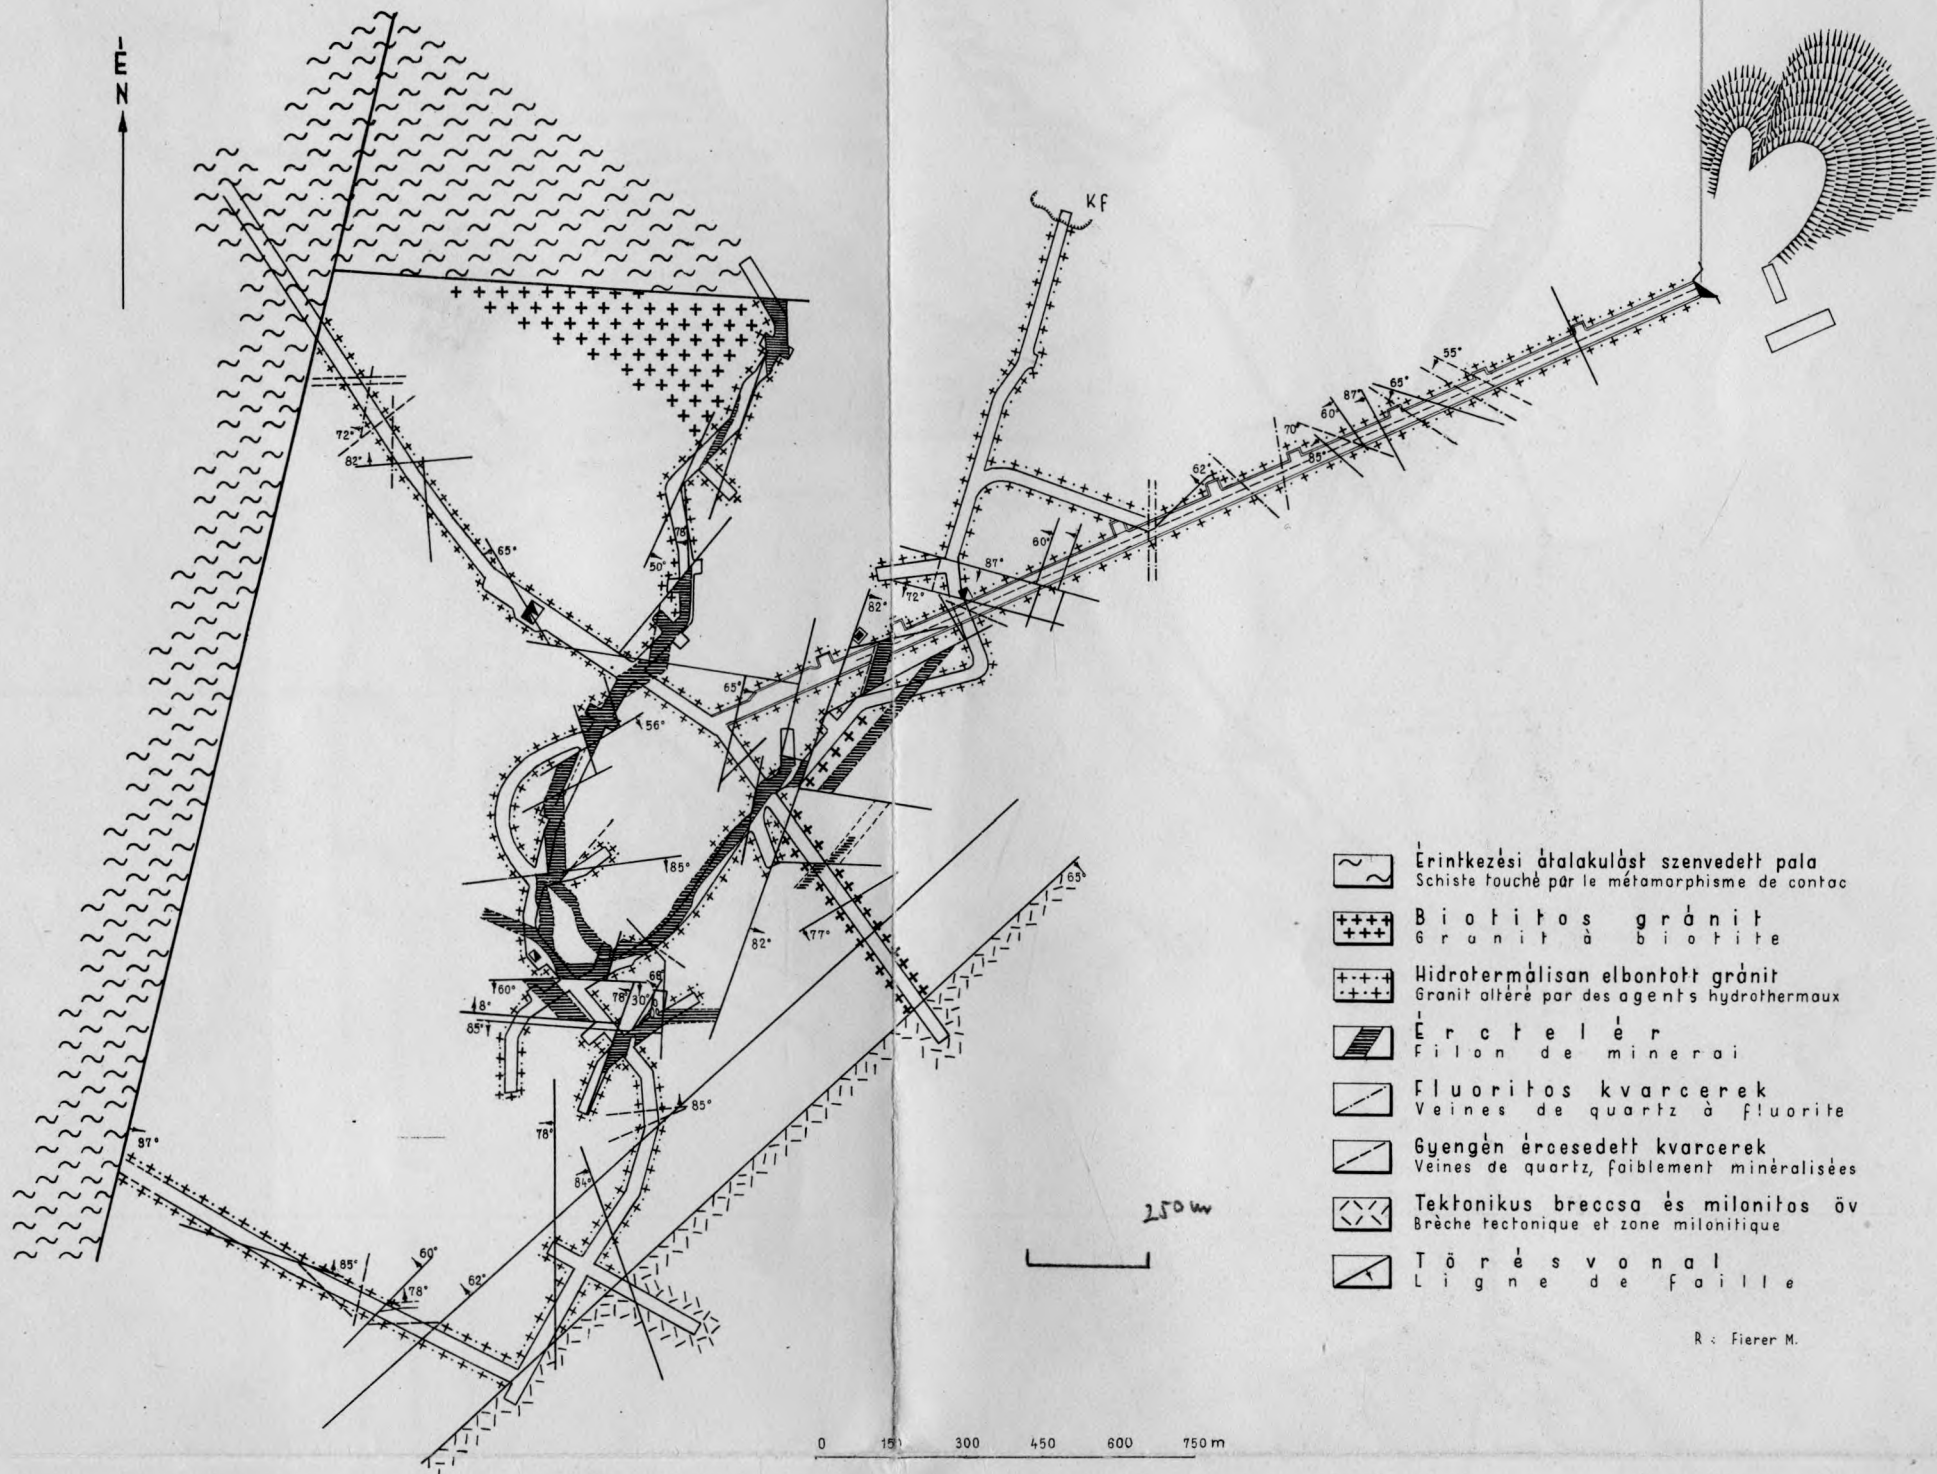 É
N
Kf
55°
65°
87°
60°
70°
85°
62°
72°
82°
65°
78°
50°
60°
87°
72°
82°
65°
56°
85°
65°
77°
82°
60°
68°
78°
30°
8°
85°
85°
78°
84°
97°
60°
85°
78°
62°
Érintkezési átalakulást szenvedett pala
Schiste touché par le métamorphisme de contac
Biotitos gránit
Granit à biotite
Hidrotermálisan elbontott gránit
Granit altéré par des agents hydrothermaux
Érctelér
Filon de minerai
Fluoritos kvarcerek
Veines de quartz à fluorite
Gyengén ércesedett kvarcerek
Veines de quartz, faiblement minéralisées
Tektonikus breccsa és milonitos öv
Brèche tectonique et zone milonitique
Törésvonal
Ligne de faille
250 m
R : Fierer M.
0 150 300 450 600 750 m